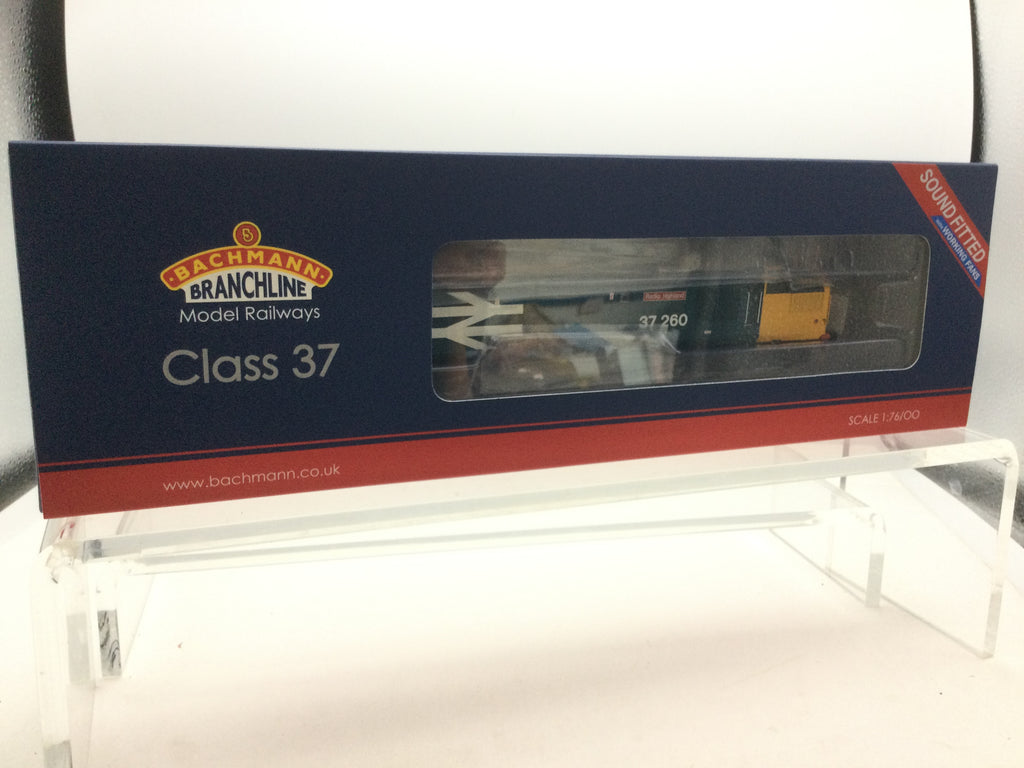 BACHMANN
BRANCHLINE
Model Railways
Class 37
www.bachmann.co.uk
Radio Highland
37 260
SOUND FITTED
WORKING FANS
SCALE 1:76/OO